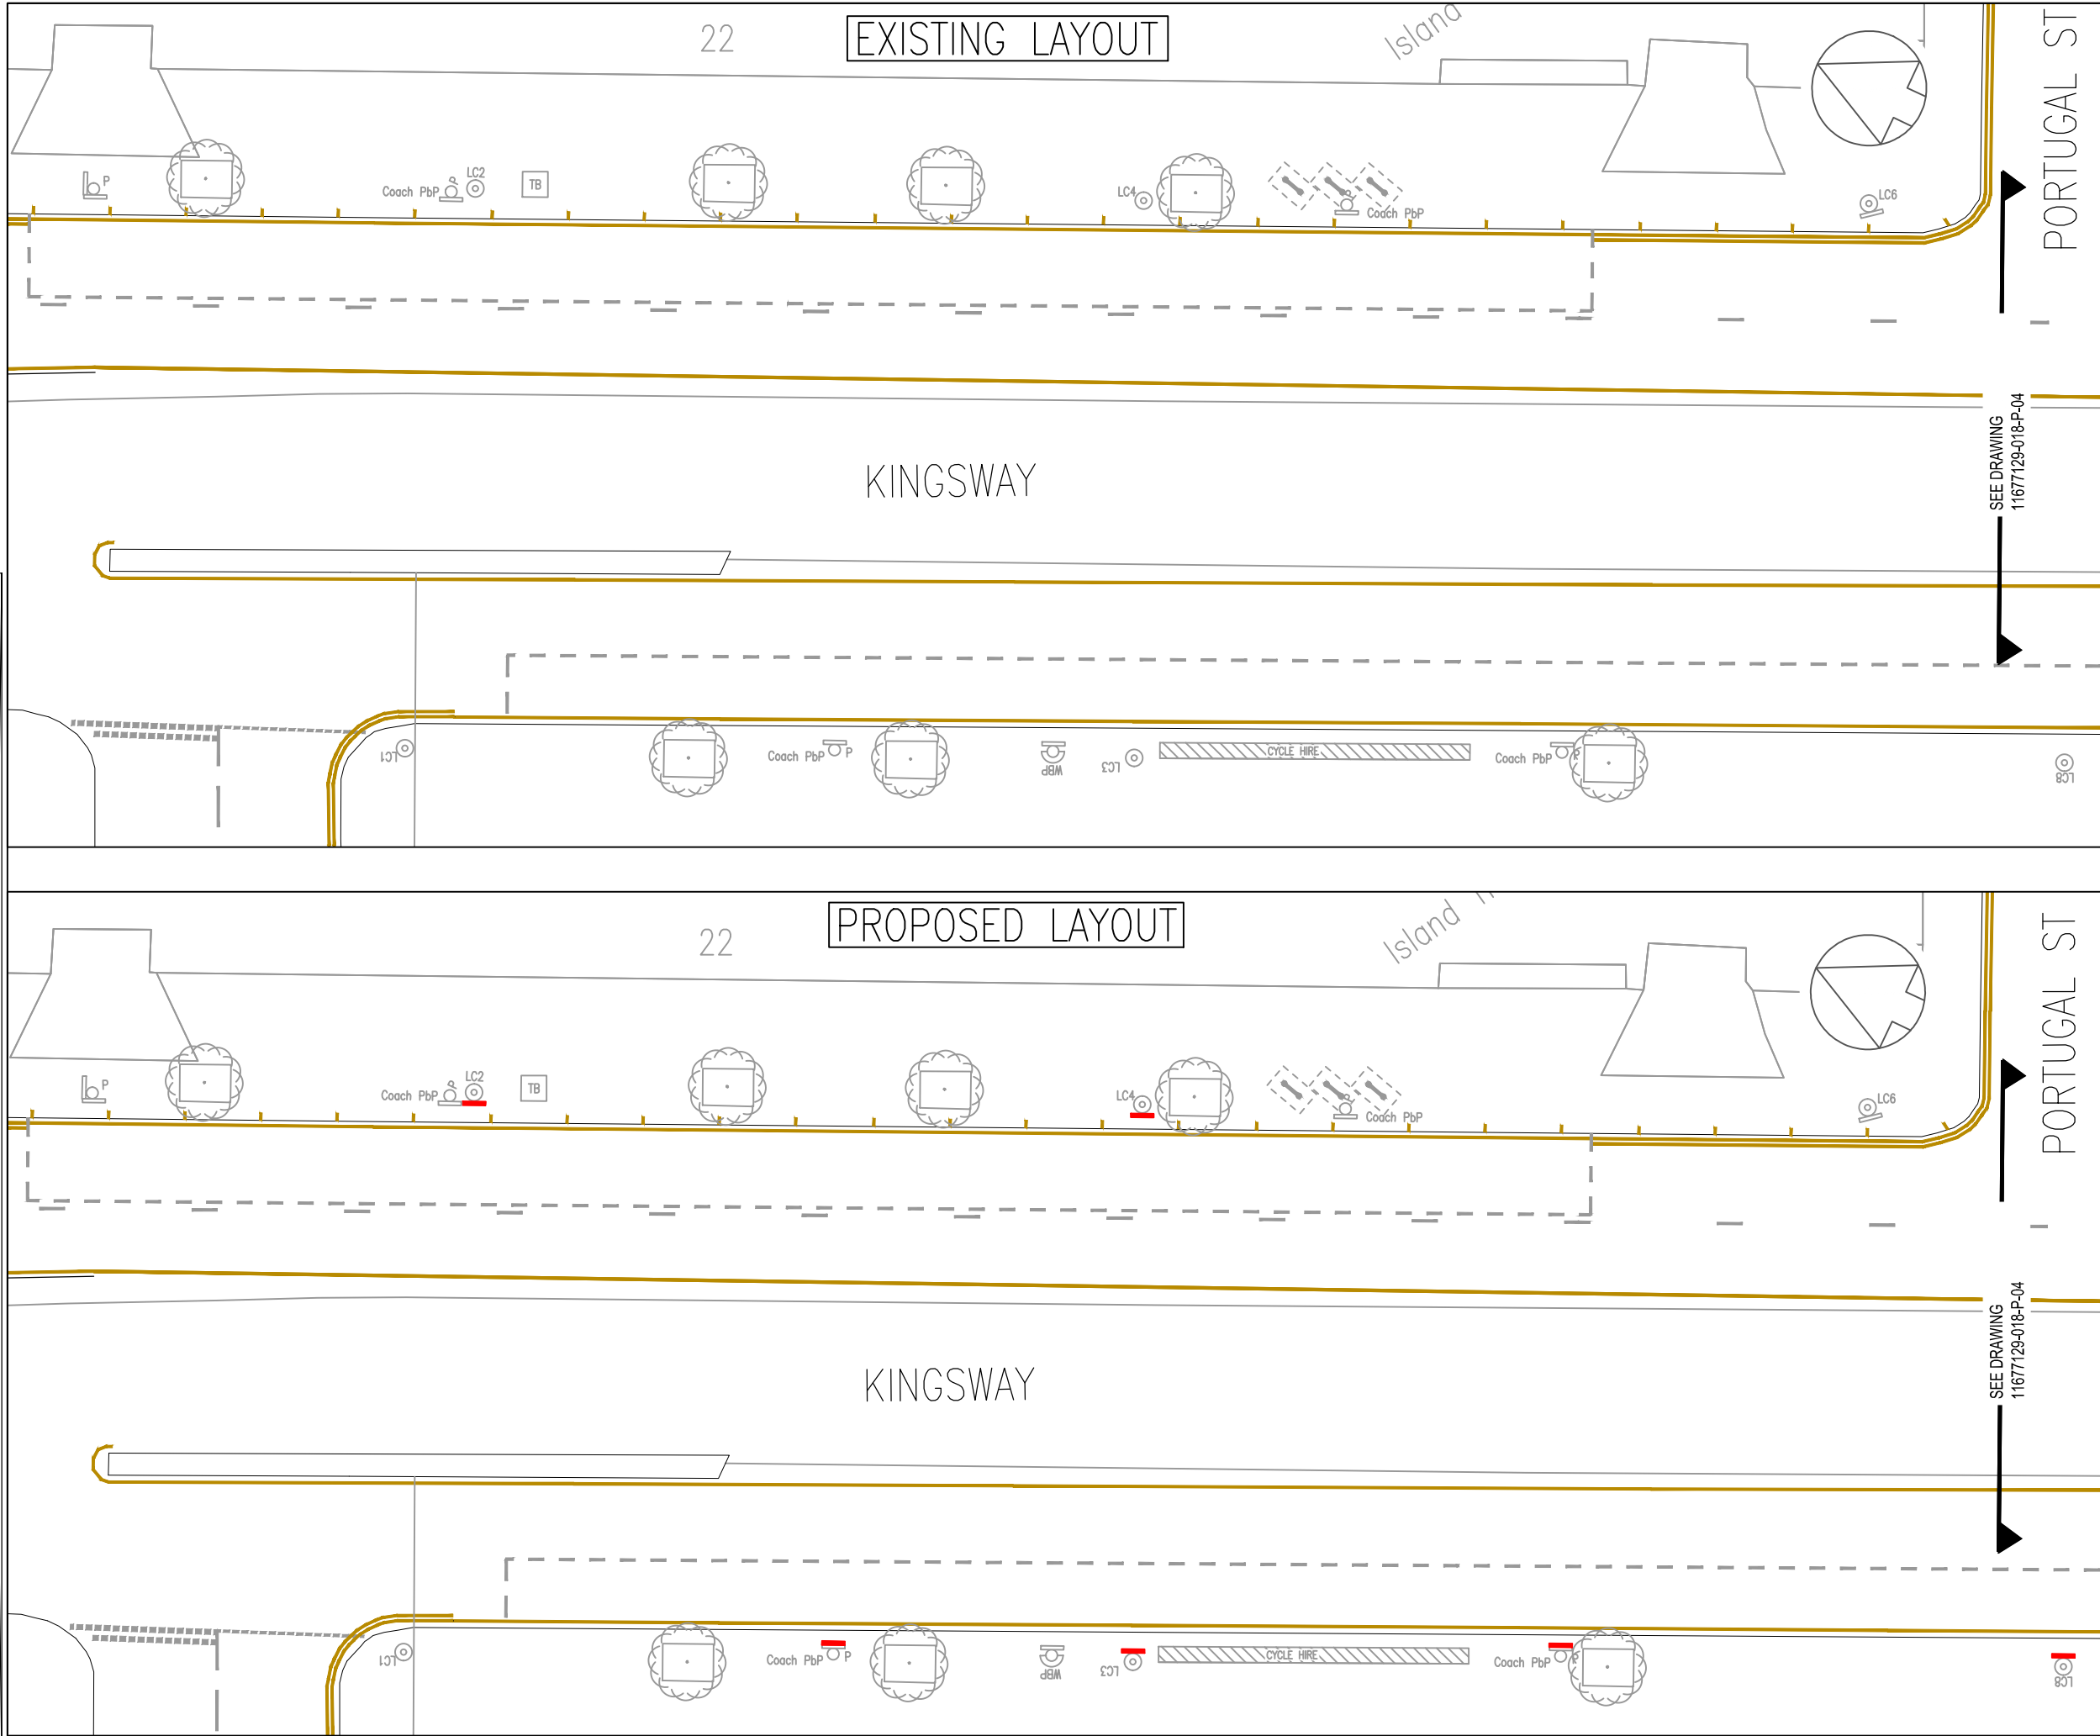 22
EXISTING LAYOUT
Island
PORTUGAL ST
P
Coach PbP
P
LC2
TB
LC4
P
Coach PbP
LC6
SEE DRAWING
11677129-018-P-04
KINGSWAY
LC1
Coach PbP
P
WBP
LC3
CYCLE HIRE
Coach PbP
P
LC8
22
PROPOSED LAYOUT
Island
PORTUGAL ST
P
Coach PbP
P
LC2
TB
LC4
P
Coach PbP
LC6
SEE DRAWING
11677129-018-P-04
KINGSWAY
LC1
Coach PbP
P
WBP
LC3
CYCLE HIRE
Coach PbP
P
LC8